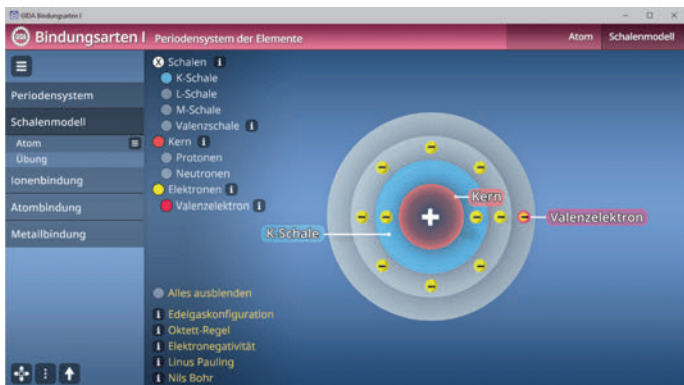 GIDA Bindungsarten I
GIDA Bindungsarten I Periodensystem der Elemente Atom Schalenmodell
Periodensystem
Schalenmodell
Atom
Übung
Ionenbindung
Atombindung
Metallbindung
X Schalen i
K-Schale
L-Schale
M-Schale
Valenzschale i
Kern i
Protonen
Neutronen
Elektronen i
Valenzelektron i
Alles ausblenden
i Edelgaskonfiguration
i Oktett-Regel
i Elektronegativität
i Linus Pauling
i Nils Bohr
Kern
Valenzelektron
K-Schale